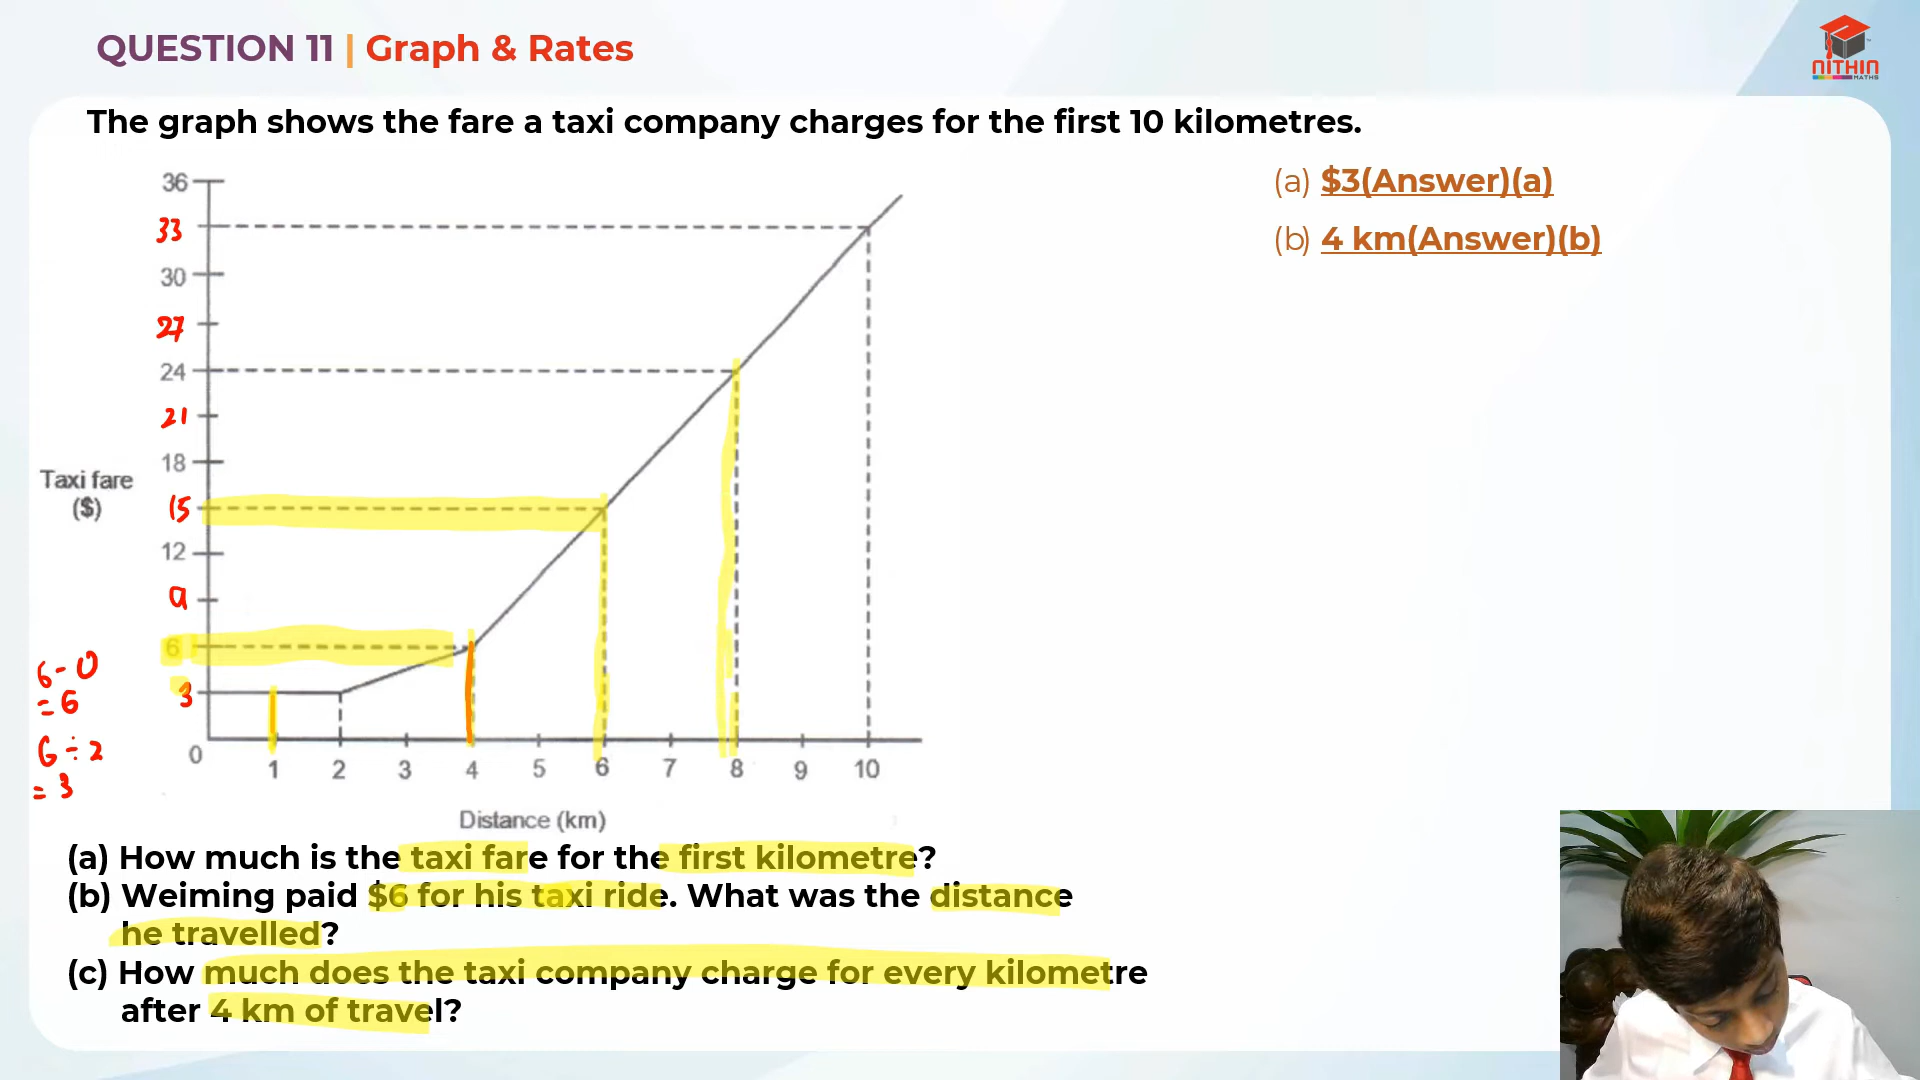 QUESTION 11 | Graph & Rates
NITHIN
MATHS
The graph shows the fare a taxi company charges for the first 10 kilometres.
(a) $3(Answer)(a)
(b) 4 km(Answer)(b)
36
33
30
27
24
21
18
Taxi fare
($)
15
12
9
6
3
0
6-0
=6
6÷2
=3
1 2 3 4 5 6 7 8 9 10
Distance (km)
(a) How much is the taxi fare for the first kilometre?
(b) Weiming paid $6 for his taxi ride. What was the distance
he travelled?
(c) How much does the taxi company charge for every kilometre
after 4 km of travel?